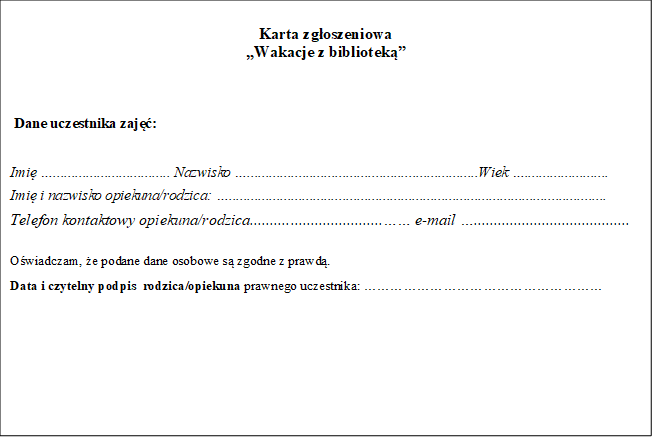 Karta zgłoszeniowa
„Wakacje z biblioteką”
Dane uczestnika zajęć:
Imię ................................... Nazwisko ..................................................................Wiek ..........................
Imię i nazwisko opiekuna/rodzica: ..........................................................................................................
Telefon kontaktowy opiekuna/rodzica.................................…… e-mail ............................................
Oświadczam, że podane dane osobowe są zgodne z prawdą.
Data i czytelny podpis rodzica/opiekuna prawnego uczestnika: ………………………………………………